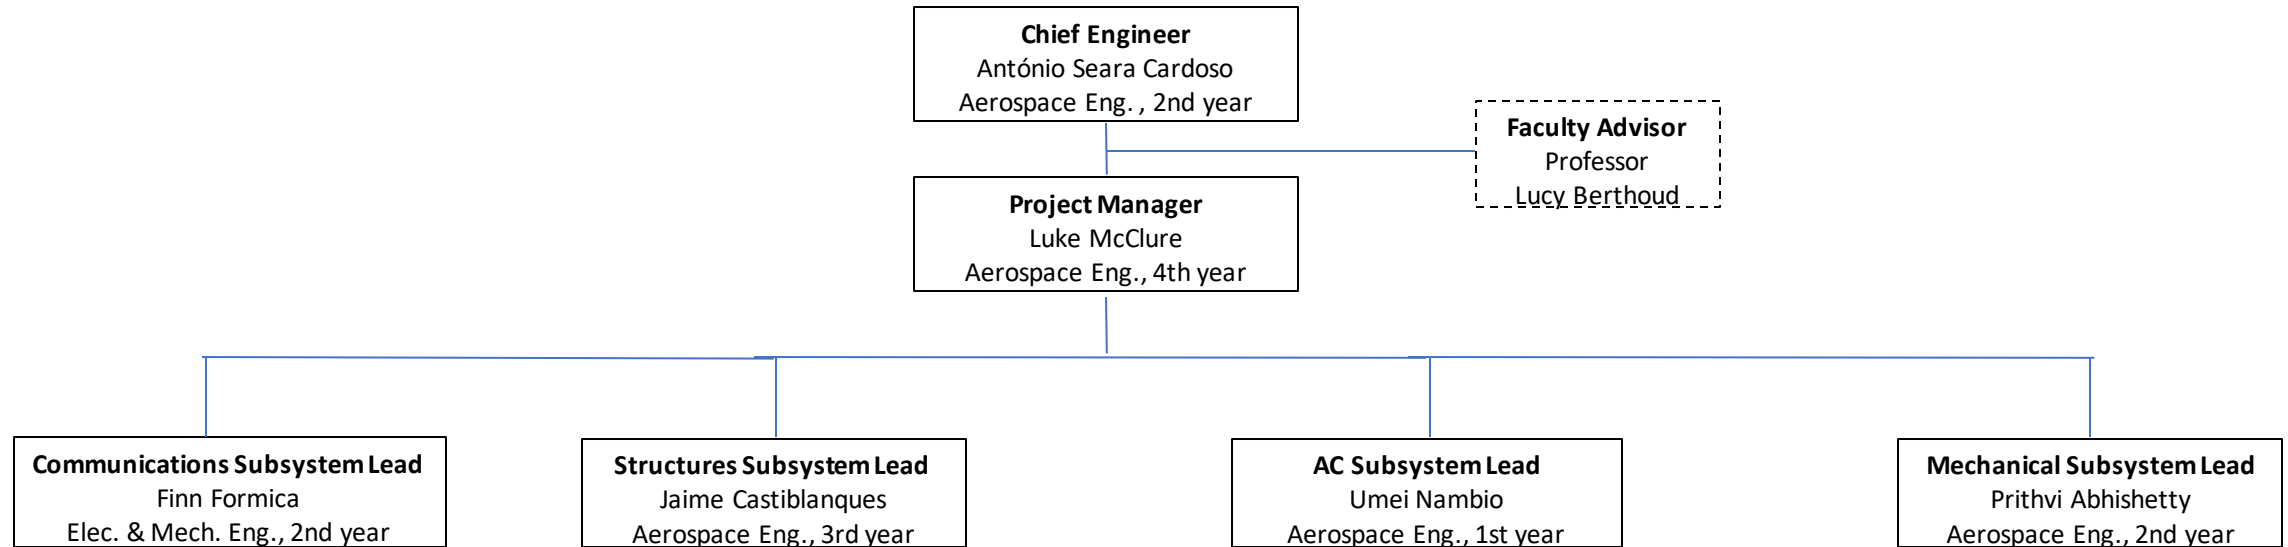 Chief Engineer
António Seara Cardoso
Aerospace Eng. , 2nd year
Faculty Advisor
Professor
Lucy Berthoud
Project Manager
Luke McClure
Aerospace Eng., 4th year
Communications Subsystem Lead
Finn Formica
Elec. & Mech. Eng., 2nd year
Structures Subsystem Lead
Jaime Castiblanques
Aerospace Eng., 3rd year
AC Subsystem Lead
Umei Nambio
Aerospace Eng., 1st year
Mechanical Subsystem Lead
Prithvi Abhishetty
Aerospace Eng., 2nd year